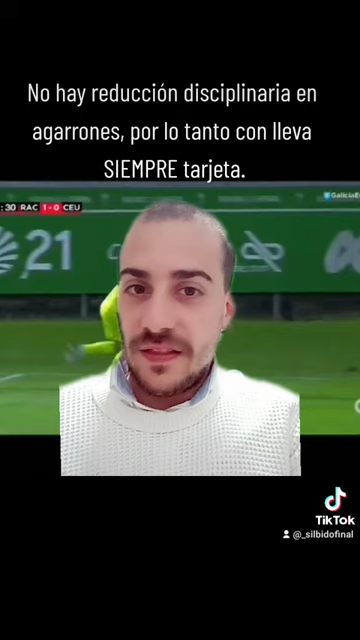 No hay reducción disciplinaria en
agarrones, por lo tanto con lleva
SIEMPRE tarjeta.
:30 RAC 1-0 CEU
21
TikTok
@_silbidofinal